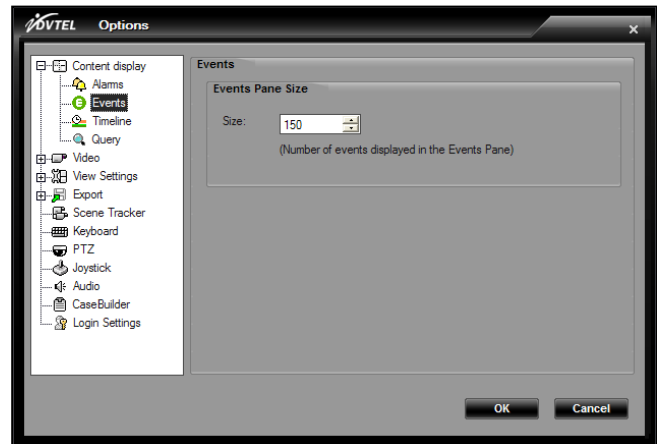 DVTEL Options
Content display
Alarms
Events
Timeline
Query
Video
View Settings
Export
Scene Tracker
Keyboard
PTZ
Joystick
Audio
CaseBuilder
Login Settings
Events
Events Pane Size
Size: 150
(Number of events displayed in the Events Pane)
OK Cancel